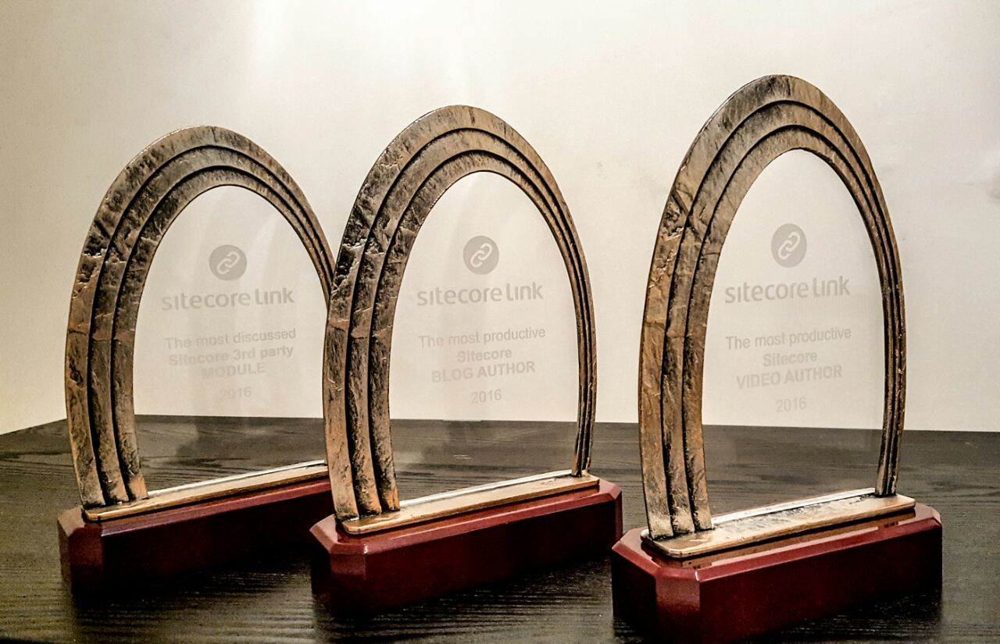 sitecore link
The most discussed
Sitecore 3rd party
MODULE
2016
sitecore link
The most productive
Sitecore
BLOG AUTHOR
2016
sitecore link
The most productive
Sitecore
VIDEO AUTHOR
2016